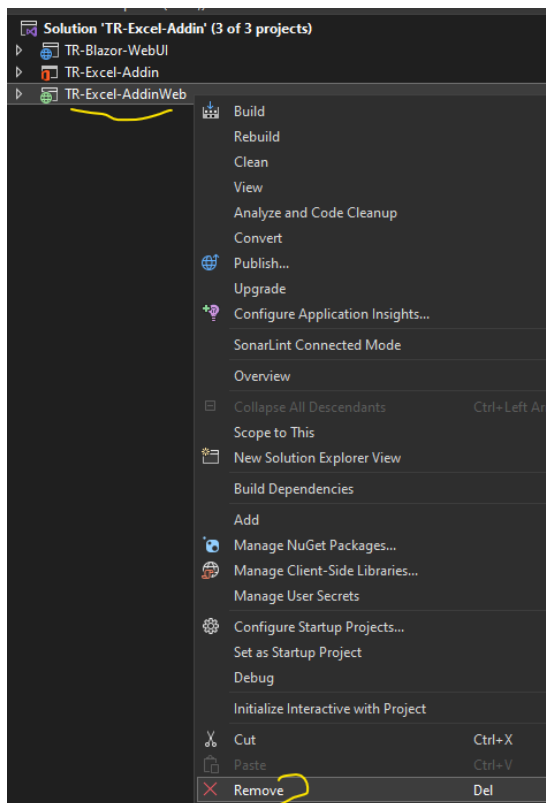 Solution 'TR-Excel-Addin' (3 of 3 projects)
TR-Blazor-WebUI
TR-Excel-Addin
TR-Excel-AddinWeb
Build
Rebuild
Clean
View
Analyze and Code Cleanup
Convert
Publish...
Upgrade
Configure Application Insights...
SonarLint Connected Mode
Overview
Collapse All Descendants Ctrl+Left Ar
Scope to This
New Solution Explorer View
Build Dependencies
Add
Manage NuGet Packages...
Manage Client-Side Libraries...
Manage User Secrets
Configure Startup Projects...
Set as Startup Project
Debug
Initialize Interactive with Project
Cut Ctrl+X
Paste Ctrl+V
Remove Del